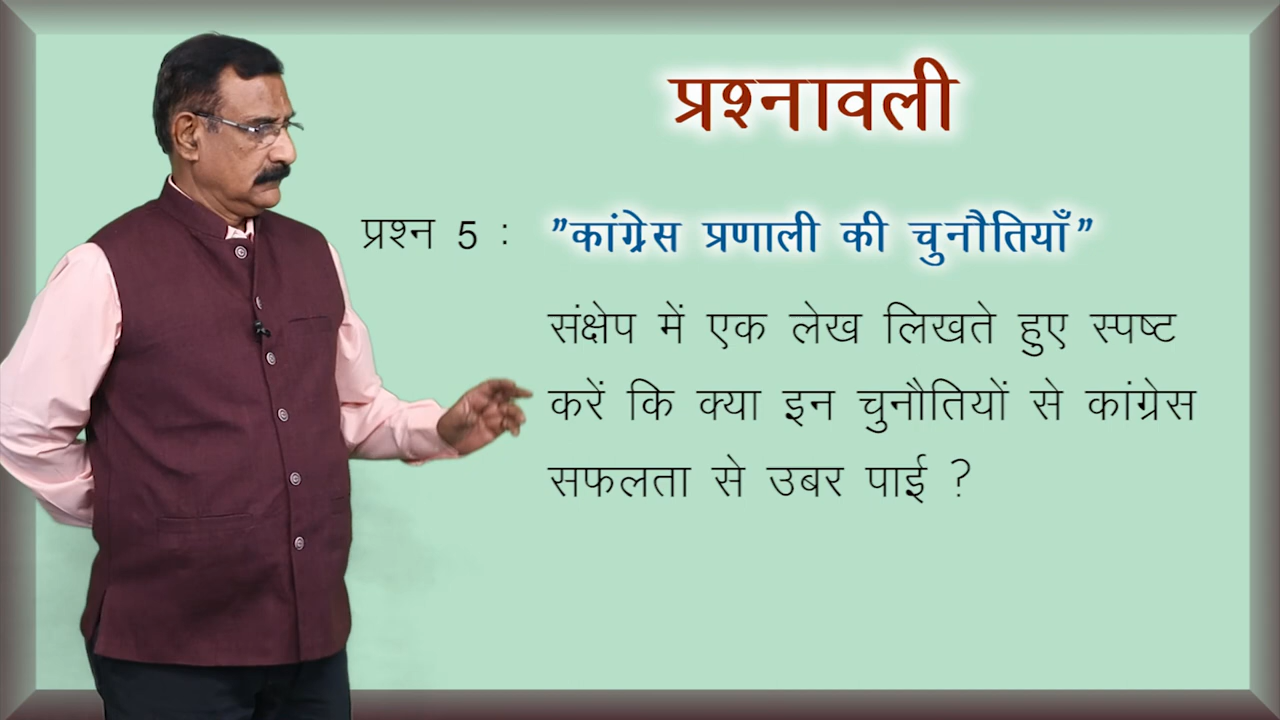 प्रश्नावली
प्रश्न 5 : "कांग्रेस प्रणाली की चुनौतियाँ"
संक्षेप में एक लेख लिखते हुए स्पष्ट
करें कि क्या इन चुनौतियों से कांग्रेस
सफलता से उबर पाई ?